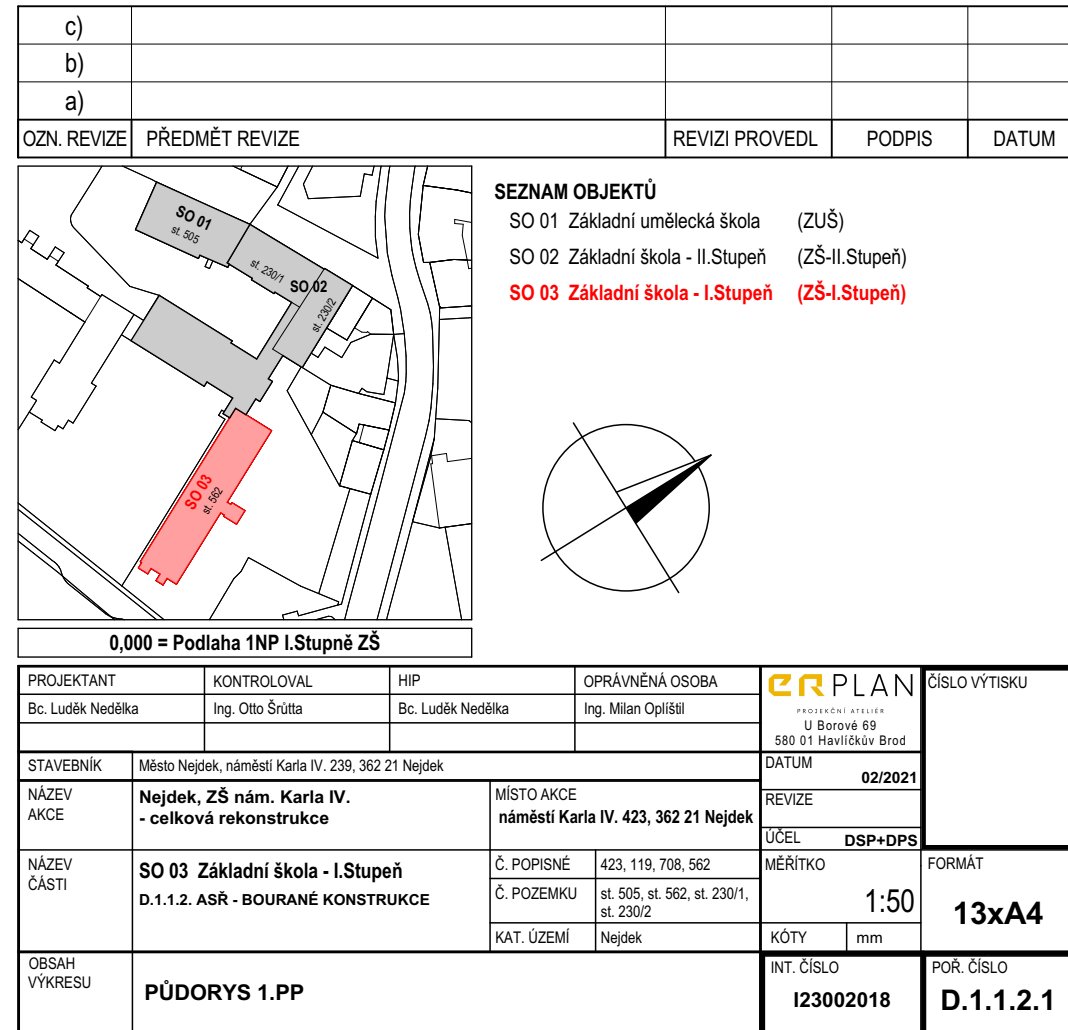 c)
b)
a)
OZN. REVIZE PŘEDMĚT REVIZE REVIZI PROVEDL PODPIS DATUM
SO 01
st. 505
st. 230/1
SO 02
st. 230/2
SO 03
st. 562
SEZNAM OBJEKTŮ
SO 01 Základní umělecká škola (ZUŠ)
SO 02 Základní škola - II.Stupeň (ZŠ-II.Stupeň)
SO 03 Základní škola - I.Stupeň (ZŠ-I.Stupeň)
0,000 = Podlaha 1NP I.Stupně ZŠ
PROJEKTANT KONTROLOVAL HIP OPRÁVNĚNÁ OSOBA
Bc. Luděk Nedělka Ing. Otto Šrůtta Bc. Luděk Nedělka Ing. Milan Oplíštil
ERPLAN
PROJEKČNÍ ATELIÉR
U Borové 69
580 01 Havlíčkův Brod
ČÍSLO VÝTISKU
STAVEBNÍK Město Nejdek, náměstí Karla IV. 239, 362 21 Nejdek
DATUM
02/2021
NÁZEV
AKCE
Nejdek, ZŠ nám. Karla IV.
- celková rekonstrukce
MÍSTO AKCE
náměstí Karla IV. 423, 362 21 Nejdek
REVIZE
ÚČEL DSP+DPS
NÁZEV
ČÁSTI
SO 03 Základní škola - I.Stupeň
D.1.1.2. ASŘ - BOURANÉ KONSTRUKCE
Č. POPISNÉ 423, 119, 708, 562
Č. POZEMKU st. 505, st. 562, st. 230/1,
st. 230/2
KAT. ÚZEMÍ Nejdek
MĚŘÍTKO
1:50
KÓTY mm
FORMÁT
13xA4
OBSAH
VÝKRESU
PŮDORYS 1.PP
INT. ČÍSLO
I23002018
POŘ. ČÍSLO
D.1.1.2.1